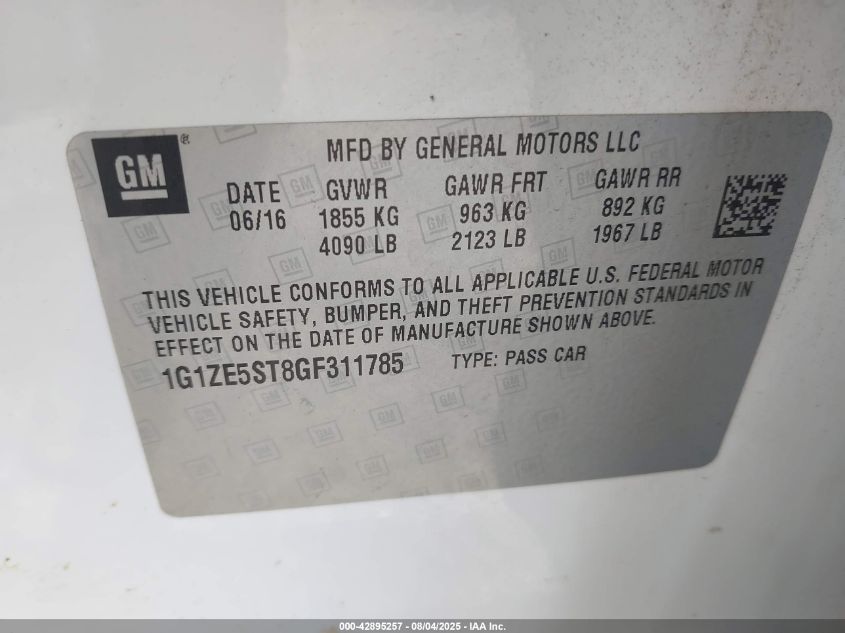 GM®
MFD BY GENERAL MOTORS LLC
DATE GVWR GAWR FRT GAWR RR
06/16 1855 KG 963 KG 892 KG
4090 LB 2123 LB 1967 LB
THIS VEHICLE CONFORMS TO ALL APPLICABLE U.S. FEDERAL MOTOR
VEHICLE SAFETY, BUMPER, AND THEFT PREVENTION STANDARDS IN
EFFECT ON THE DATE OF MANUFACTURE SHOWN ABOVE.
1G1ZE5ST8GF311785 TYPE: PASS CAR
000-42895257 - 08/04/2025 - IAA Inc.